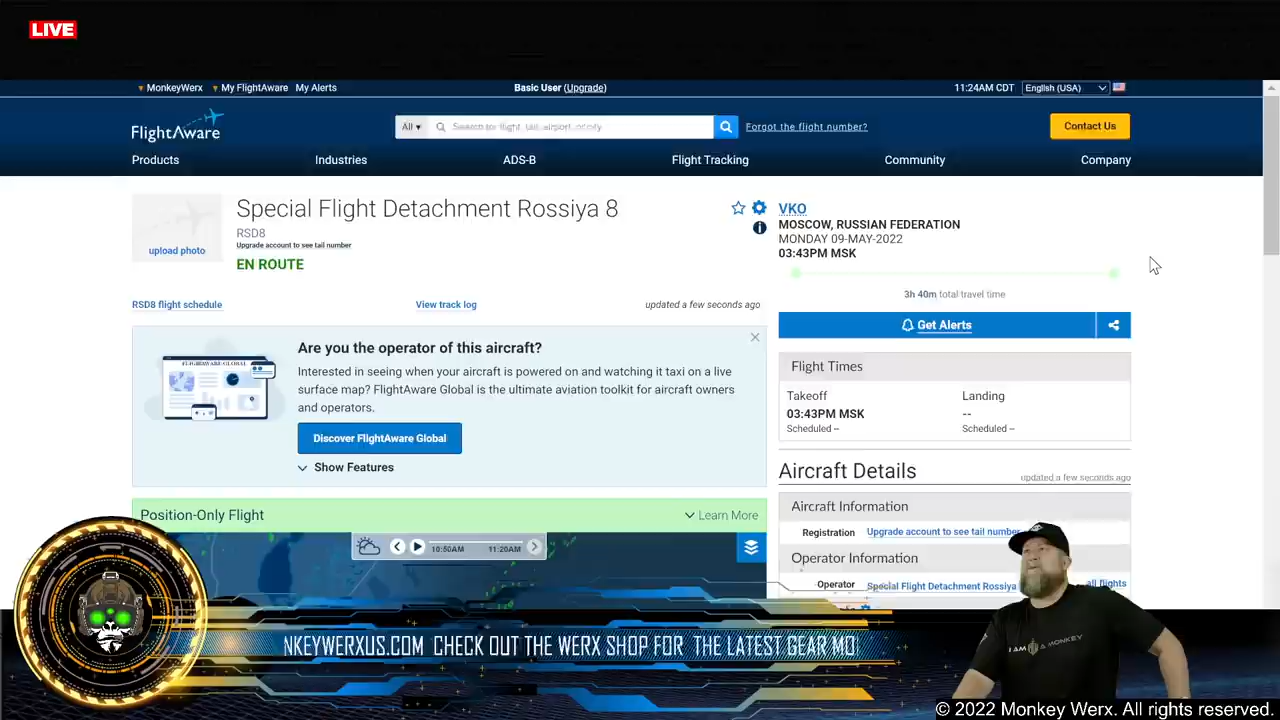 LIVE
MonkeyWerx My FlightAware My Alerts
Basic User (Upgrade)
11:24AM CDT English (USA)
FlightAware
All Search for flight, tail, airport, or city
Forgot the flight number?
Contact Us
Products Industries ADS-B Flight Tracking Community Company
upload photo
Special Flight Detachment Rossiya 8
RSD8
Upgrade account to see tail number
EN ROUTE
RSD8 flight schedule
View track log
updated a few seconds ago
Are you the operator of this aircraft?
Interested in seeing when your aircraft is powered on and watching it taxi on a live
surface map? FlightAware Global is the ultimate aviation toolkit for aircraft owners
and operators.
Discover FlightAware Global
Show Features
Position-Only Flight
Learn More
10:50AM 11:20AM
VKO
MOSCOW, RUSSIAN FEDERATION
MONDAY 09-MAY-2022
03:43PM MSK
3h 40m total travel time
Get Alerts
Flight Times
Takeoff Landing
03:43PM MSK --
Scheduled -- Scheduled --
Aircraft Details
updated a few seconds ago
Aircraft Information
Registration Upgrade account to see tail number
Operator Information
Operator Special Flight Detachment Rossiya all flights
NKEYWERXUS.COM CHECK OUT THE WERX SHOP FOR THE LATEST GEAR MO
I AM A MONKEY
© 2022 Monkey Werx. All rights reserved.